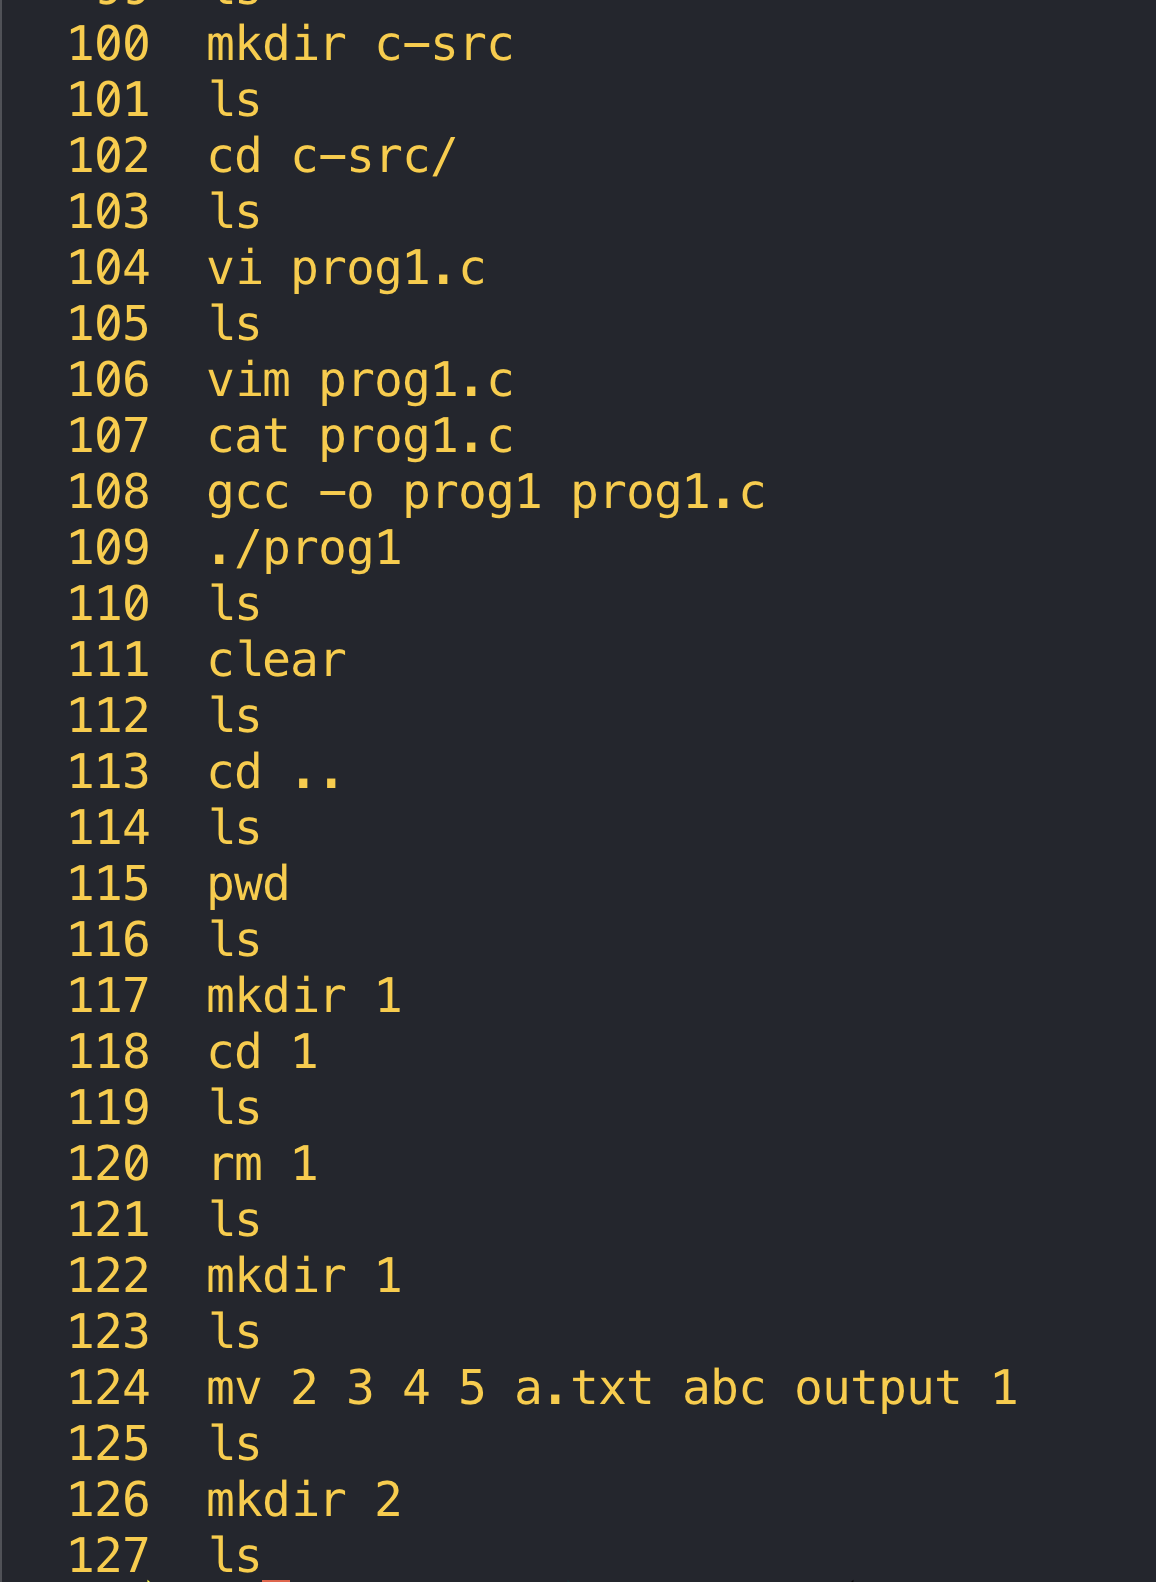 99 ls
100 mkdir c-src
101 ls
102 cd c-src/
103 ls
104 vi prog1.c
105 ls
106 vim prog1.c
107 cat prog1.c
108 gcc -o prog1 prog1.c
109 ./prog1
110 ls
111 clear
112 ls
113 cd ..
114 ls
115 pwd
116 ls
117 mkdir 1
118 cd 1
119 ls
120 rm 1
121 ls
122 mkdir 1
123 ls
124 mv 2 3 4 5 a.txt abc output 1
125 ls
126 mkdir 2
127 ls